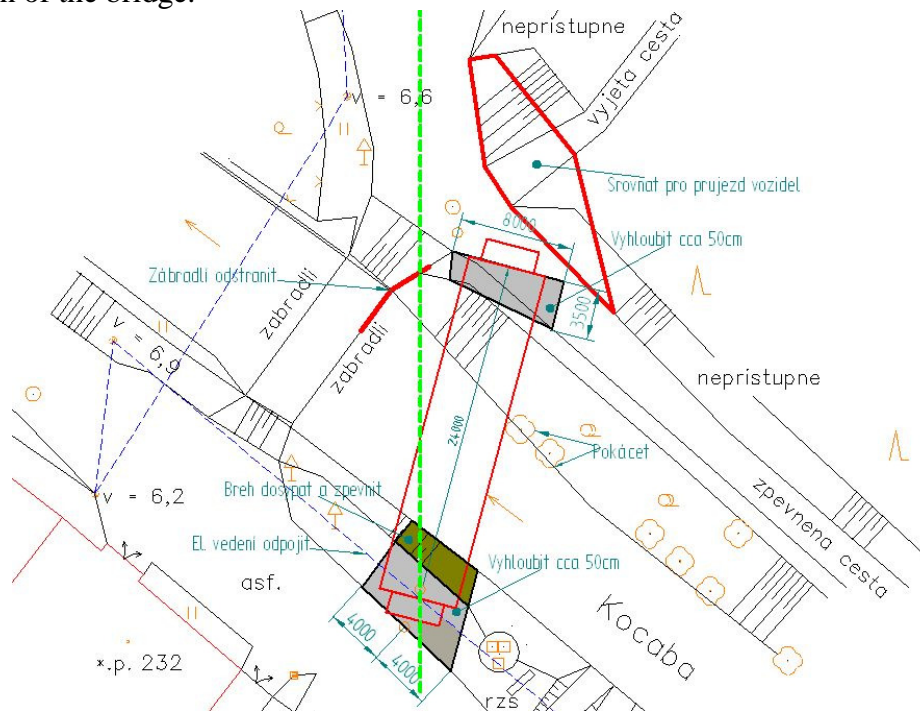 n of the bridge.
neprístupne
vyjeta cesta
v = 6,6
Srovnat pro prujezd vozidel
8000
Vyhloubit cca 50cm
Zábradlí odstranit
zabradli
3500
v = 6,9
zabradli
neprístupne
24000
Pokácet
v = 6,2
Breh dosypat a zpevnit
zpevnena cesta
El. vedení odpojit
Vyhloubit cca 50cm
asf.
Kocaba
4000
4000
*.p. 232
rzs